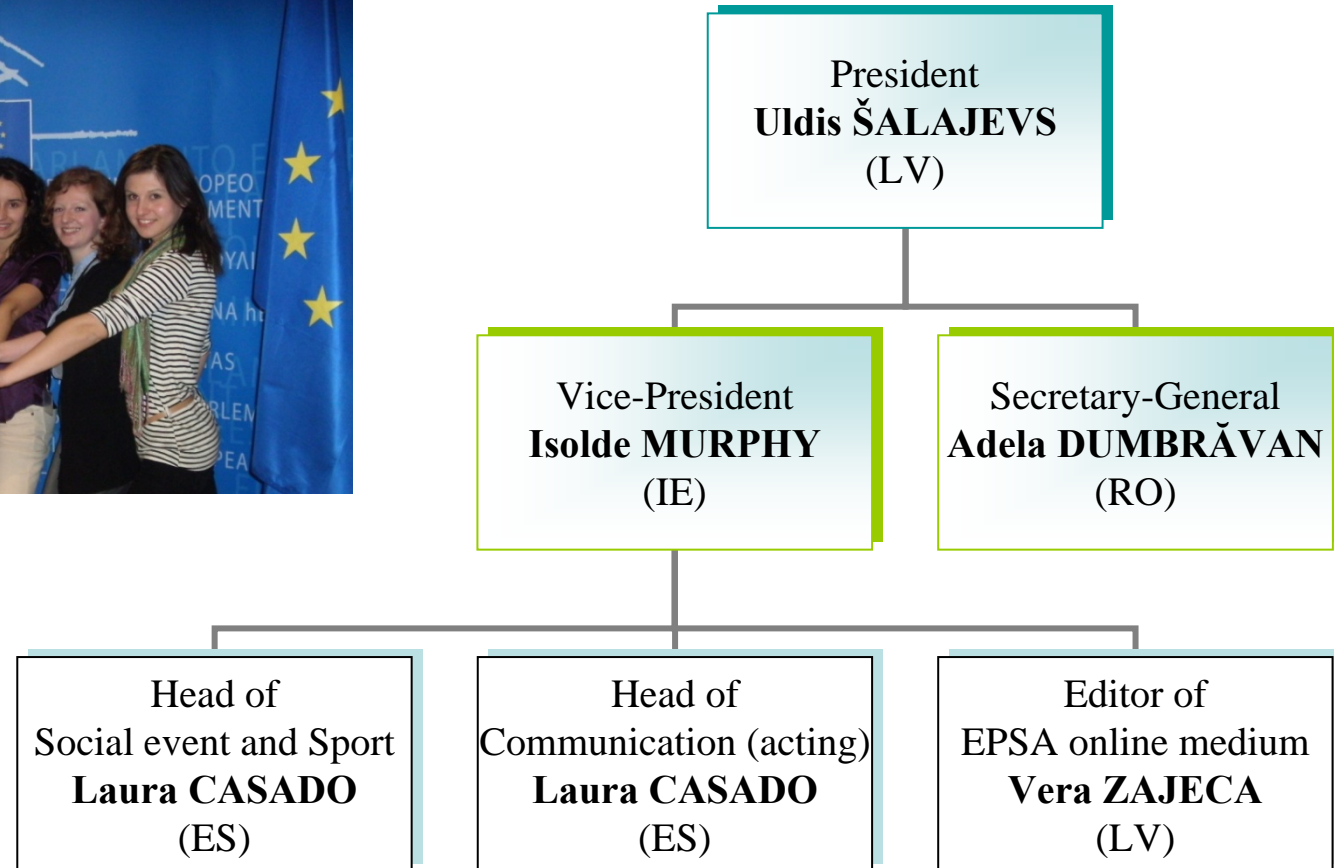 OPEO
MENT
President
Uldis ŠALAJEVS
(LV)
Vice-President
Isolde MURPHY
(IE)
Secretary-General
Adela DUMBRĂVAN
(RO)
Head of
Social event and Sport
Laura CASADO
(ES)
Head of
Communication (acting)
Laura CASADO
(ES)
Editor of
EPSA online medium
Vera ZAJECA
(LV)